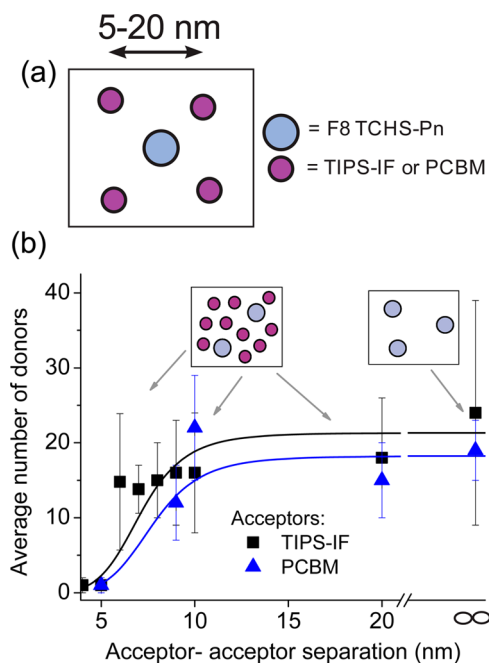 5-20 nm
(a)
= F8 TCHS-Pn
= TIPS-IF or PCBM
(b)
Average number of donors
40
30
20
10
0
Acceptors:
TIPS-IF
PCBM
5
10
15
20
∞
Acceptor- acceptor separation (nm)